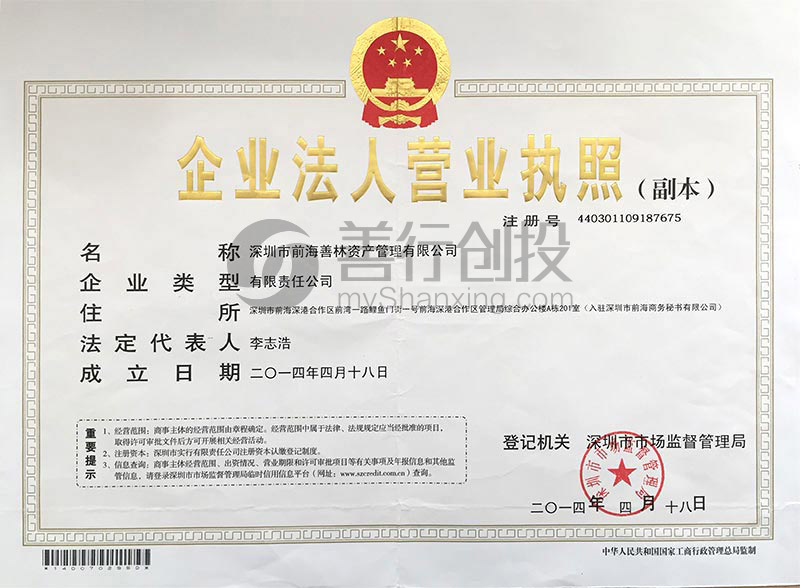 企业法人营业执照(副本)
注册号 440301109187675
名称 深圳市前海善林资产管理有限公司
企业类型 有限责任公司
住所 深圳市前海深港合作区前湾一路鲤鱼门街一号前海深港合作区管理局综合办公楼A栋201室(入驻深圳市前海商务秘书有限公司)
法定代表人 李志浩
成立日期 二〇一四年四月十八日
善行创投
myShanxing.com
重要提示
1、经营范围:商事主体的经营范围由章程确定。经营范围中属于法律、法规规定应当经批准的项目,
取得许可审批文件后方可开展相关经营活动。
2、注册资本:深圳市实行有限责任公司注册资本认缴登记制度。
3、信息查询:商事主体经营范围、出资情况、营业期限和许可审批项目等有关事项及年报信息和其他监
管信息,请登录深圳市市场监督管理局临时信用信息平台(网址:www.szcredit.com.cn)查询。
登记机关 深圳市市场监督管理局
深圳市市场监督管理局
二〇一四年 四月 十八日
中华人民共和国国家工商行政管理总局监制